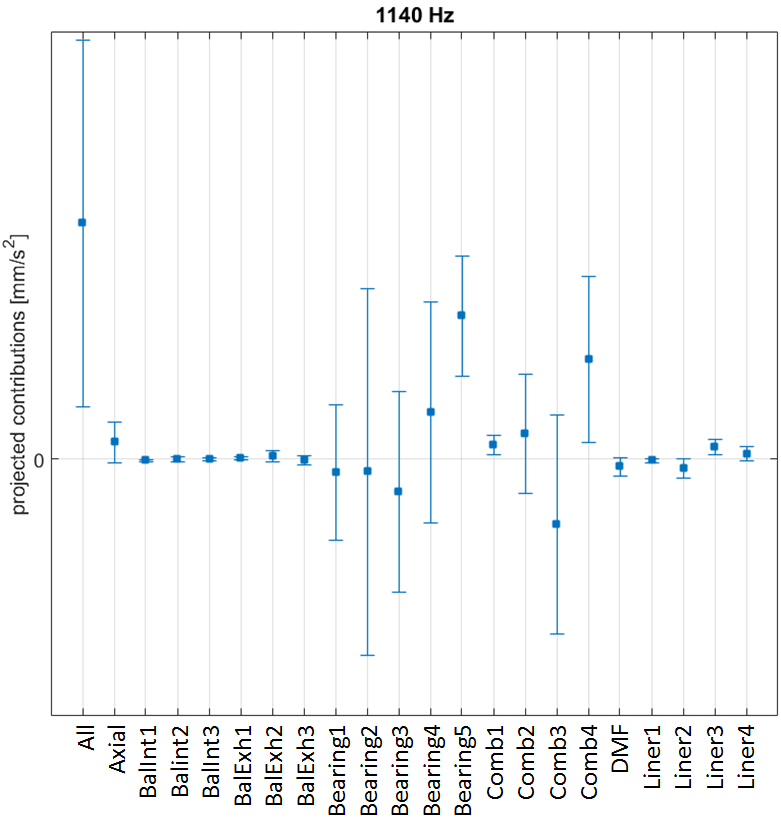 1140 Hz
projected contributions [mm/s²]
0
All
Axial
BalInt1
Balint2
BalInt3
BalExh1
BalExh2
BalExh3
Bearing1
Bearing2
Bearing3
Bearing4
Bearing5
Comb1
Comb2
Comb3
Comb4
DMF
Liner1
Liner2
Liner3
Liner4